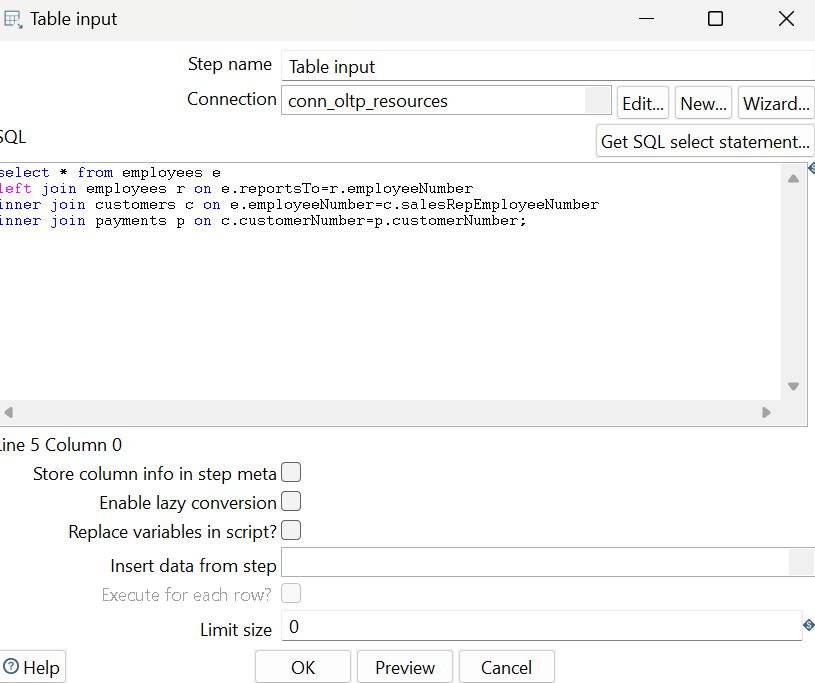 Table input
Step name Table input
Connection conn_oltp_resources Edit... New... Wizard...
SQL Get SQL select statement...
select * from employees e
left join employees r on e.reportsTo=r.employeeNumber
inner join customers c on e.employeeNumber=c.salesRepEmployeeNumber
inner join payments p on c.customerNumber=p.customerNumber;
Line 5 Column 0
Store column info in step meta
Enable lazy conversion
Replace variables in script?
Insert data from step
Execute for each row?
Limit size 0
Help OK Preview Cancel